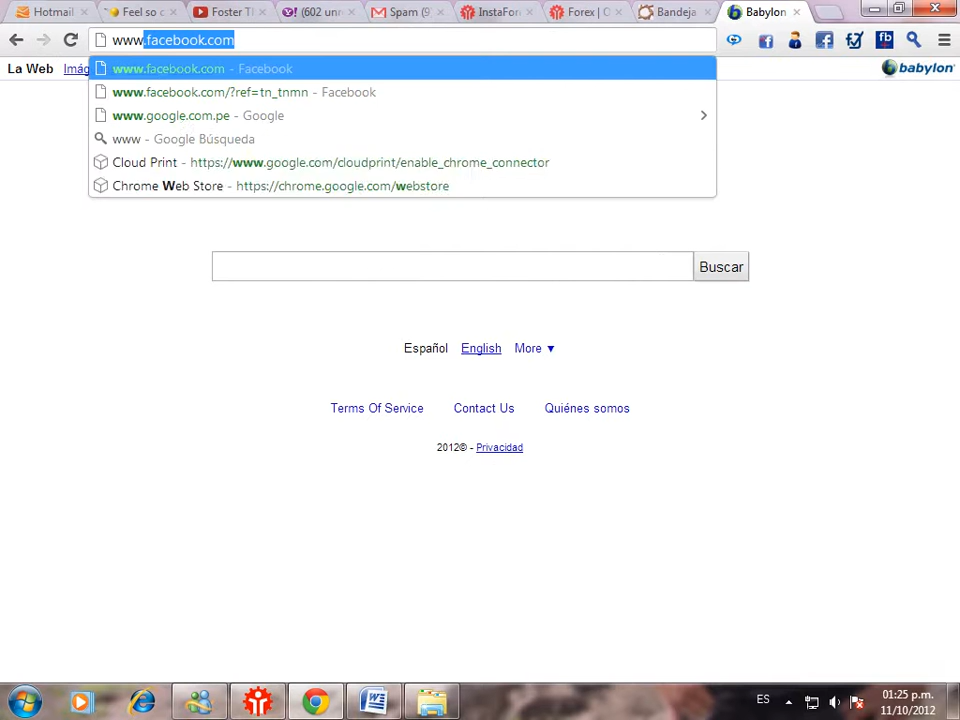 Hotmail
Feel so c
Foster Tl
(602 unr
Spam (9)
InstaFor
Forex | O
Bandeja
Babylon
www.facebook.com
La Web Imág
babylon
www.facebook.com - Facebook
www.facebook.com/?ref=tn_tnmn - Facebook
www.google.com.pe - Google
www - Google Búsqueda
Cloud Print - https://www.google.com/cloudprint/enable_chrome_connector
Chrome Web Store - https://chrome.google.com/webstore
Buscar
Español English More ▼
Terms Of Service Contact Us Quiénes somos
2012© - Privacidad
ES
01:25 p.m.
11/10/2012